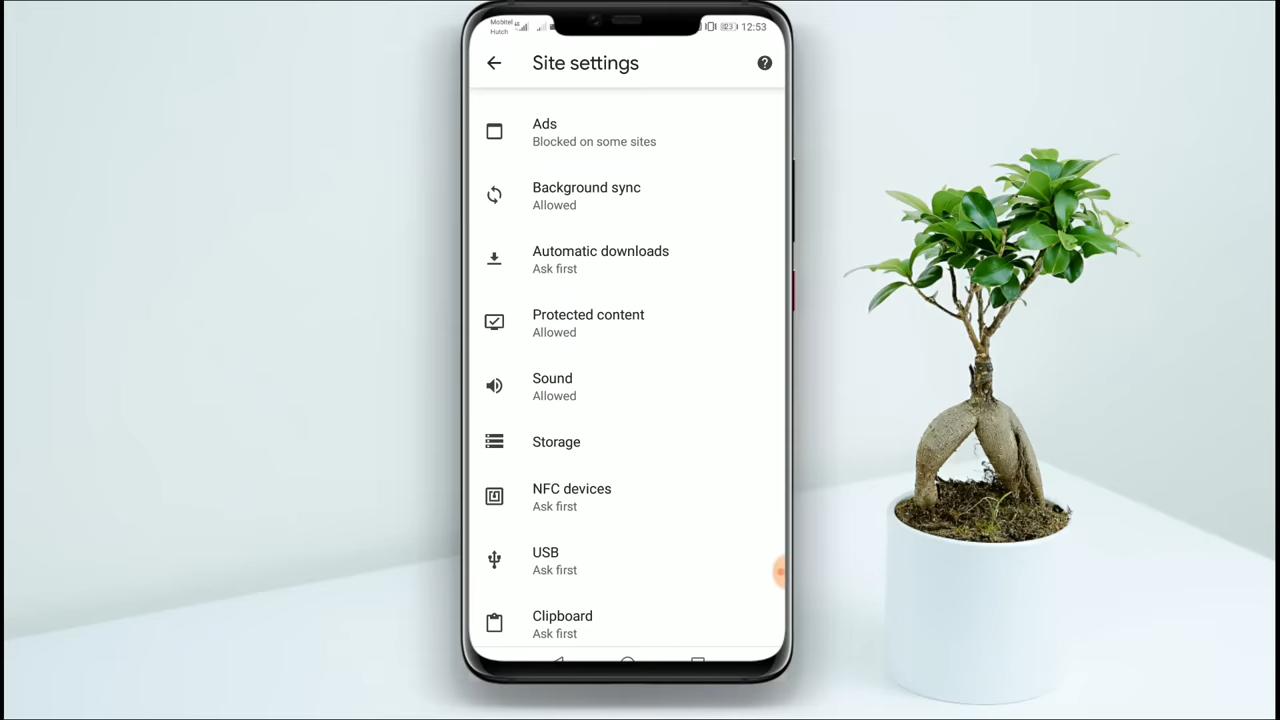 Mobitel
Hutch
12:53
Site settings
Ads
Blocked on some sites
Background sync
Allowed
Automatic downloads
Ask first
Protected content
Allowed
Sound
Allowed
Storage
NFC devices
Ask first
USB
Ask first
Clipboard
Ask first